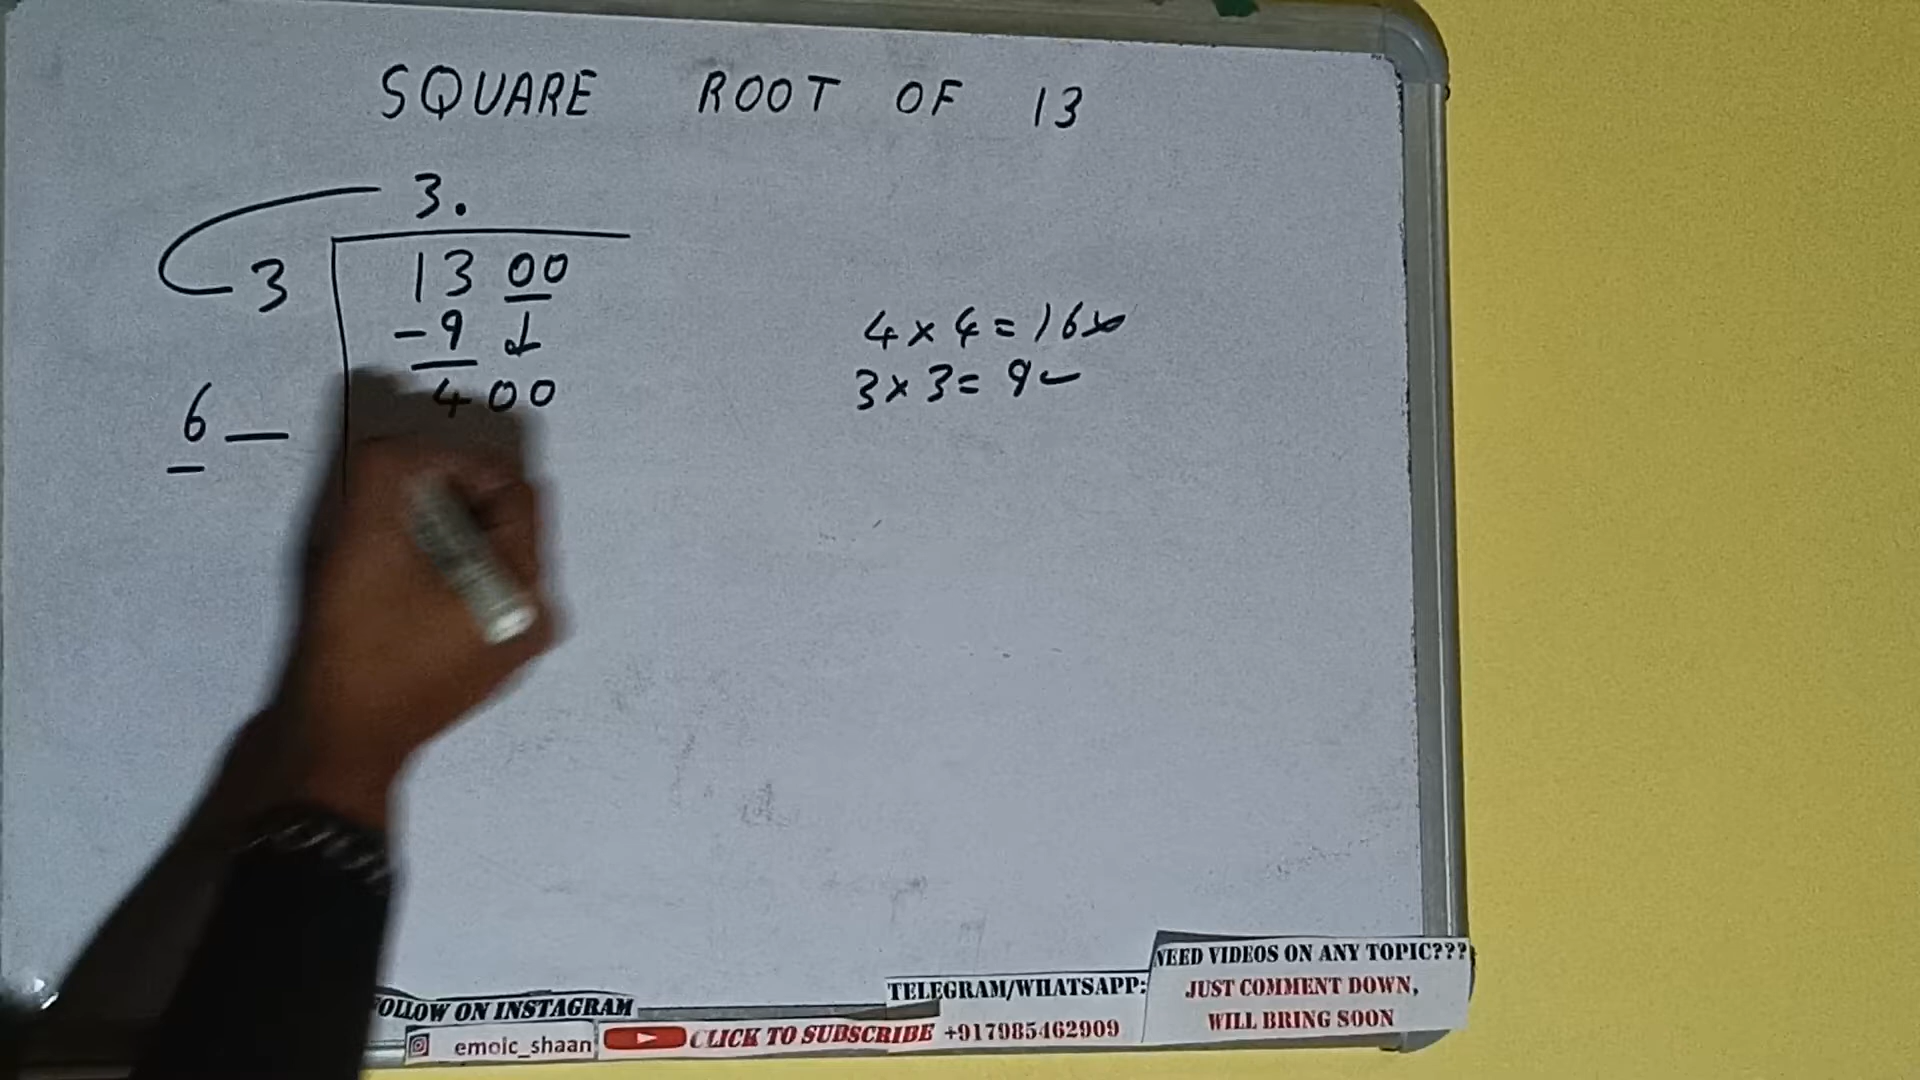 SQUARE ROOT OF 13
3.
3 13 00
-9
400
6 _
4 x 4 = 16 x
3 x 3 = 9 ✓
NEED VIDEOS ON ANY TOPIC???
JUST COMMENT DOWN,
WILL BRING SOON
TELEGRAM/WHATSAPP:
+917985462909
OLLOW ON INSTAGRAM
emoic_shaan
CLICK TO SUBSCRIBE